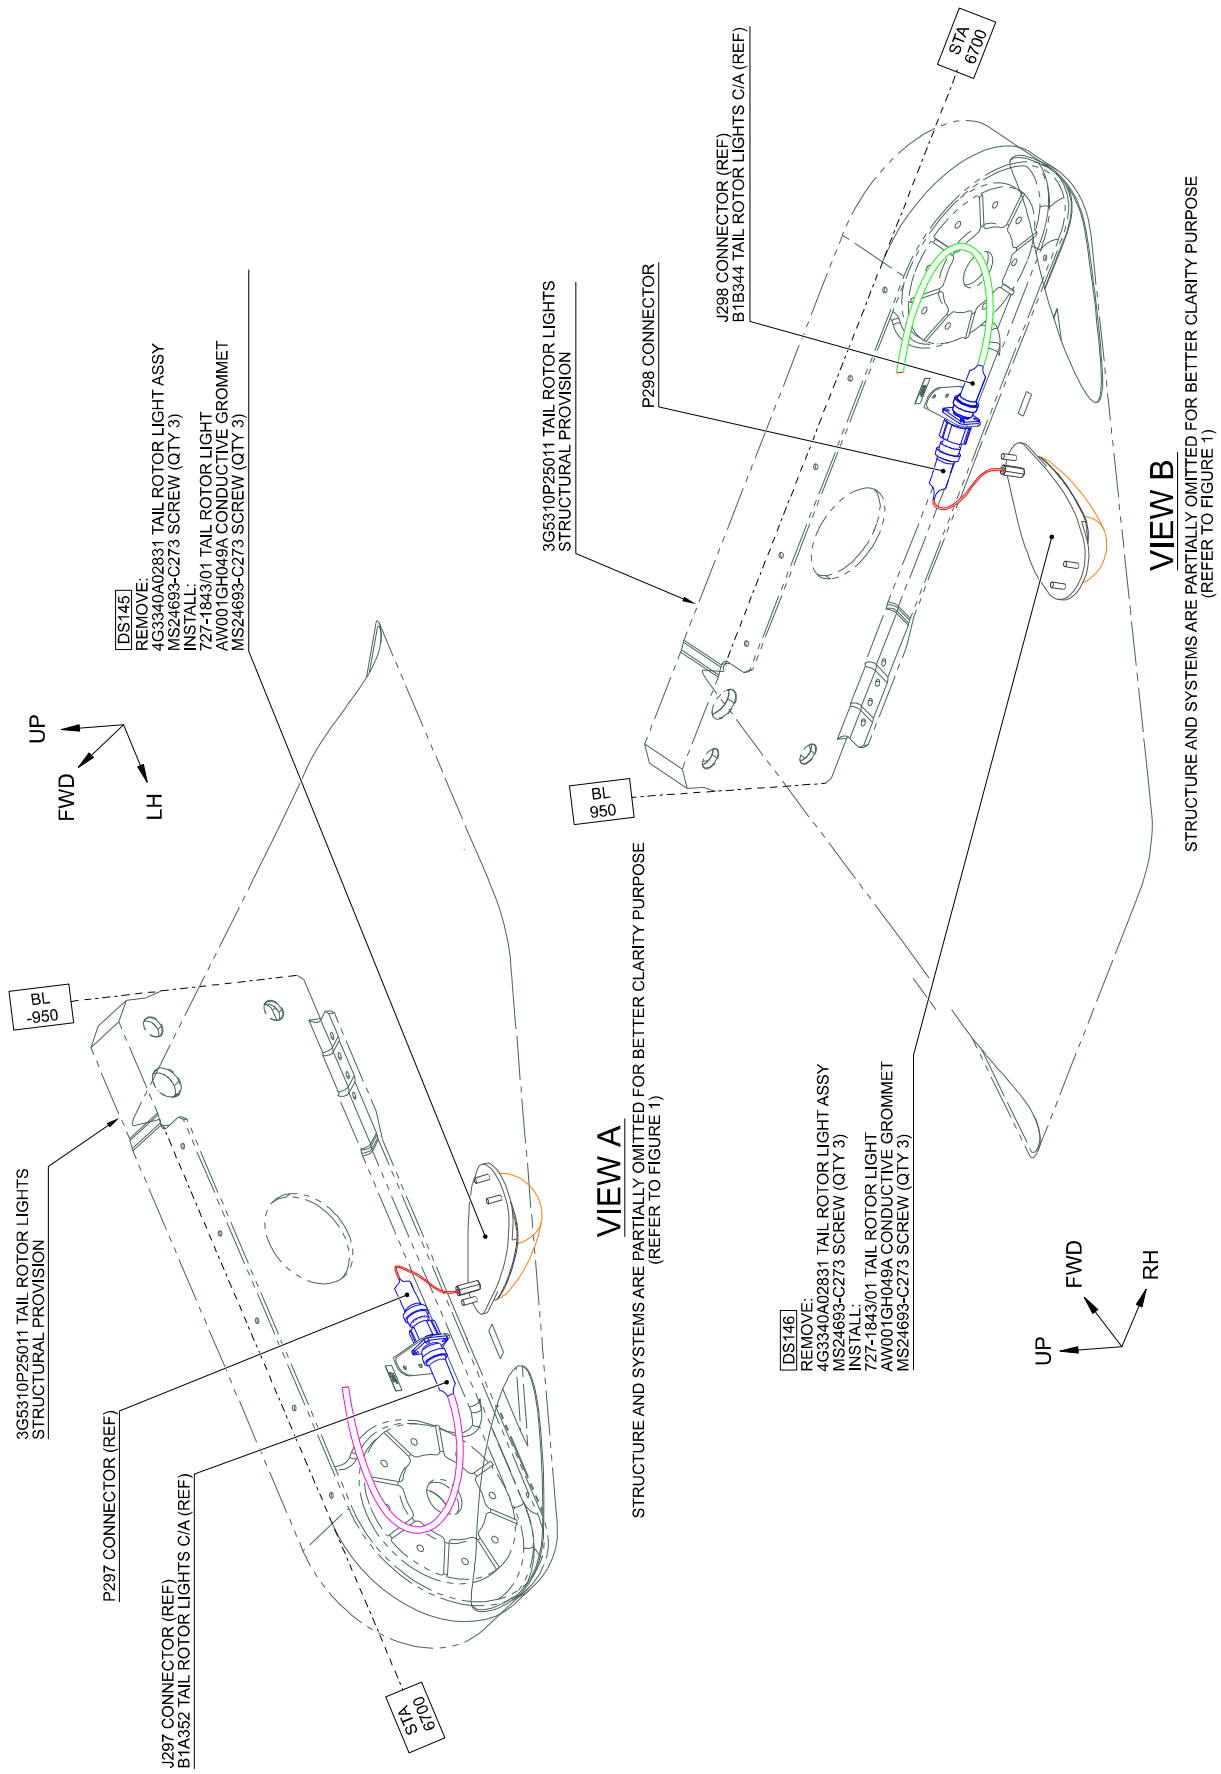 3G5310P25011 TAIL ROTOR LIGHTS
STRUCTURAL PROVISION
P297 CONNECTOR (REF)
J297 CONNECTOR (REF)
B1A352 TAIL ROTOR LIGHTS C/A (REF)
STA
6700
BL
-950
UP
FWD
LH
DS145
REMOVE:
4G3340A02831 TAIL ROTOR LIGHT ASSY
MS24693-C273 SCREW (QTY 3)
INSTALL:
727-1843/01 TAIL ROTOR LIGHT
AW001GH049A CONDUCTIVE GROMMET
MS24693-C273 SCREW (QTY 3)
VIEW A
STRUCTURE AND SYSTEMS ARE PARTIALLY OMITTED FOR BETTER CLARITY PURPOSE
(REFER TO FIGURE 1)
BL
950
3G5310P25011 TAIL ROTOR LIGHTS
STRUCTURAL PROVISION
P298 CONNECTOR
J298 CONNECTOR (REF)
B1B344 TAIL ROTOR LIGHTS C/A (REF)
STA
6700
DS146
REMOVE:
4G3340A02831 TAIL ROTOR LIGHT ASSY
MS24693-C273 SCREW (QTY 3)
INSTALL:
727-1843/01 TAIL ROTOR LIGHT
AW001GH049A CONDUCTIVE GROMMET
MS24693-C273 SCREW (QTY 3)
UP
FWD
RH
VIEW B
STRUCTURE AND SYSTEMS ARE PARTIALLY OMITTED FOR BETTER CLARITY PURPOSE
(REFER TO FIGURE 1)